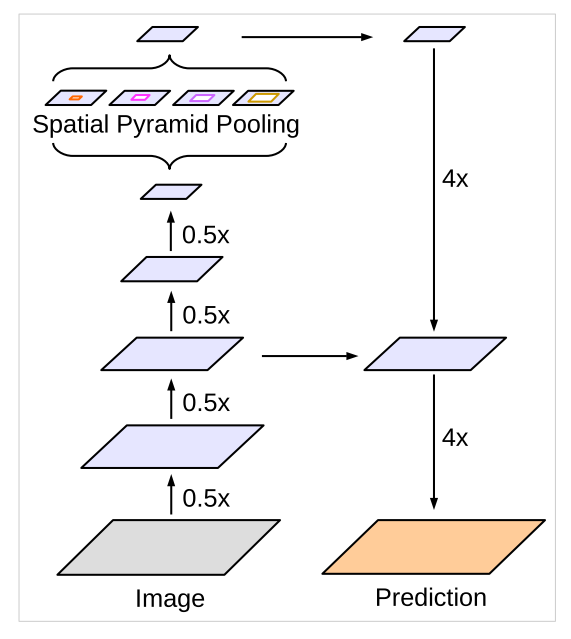 Spatial Pyramid Pooling
4x
0.5x
0.5x
0.5x
4x
0.5x
Image
Prediction